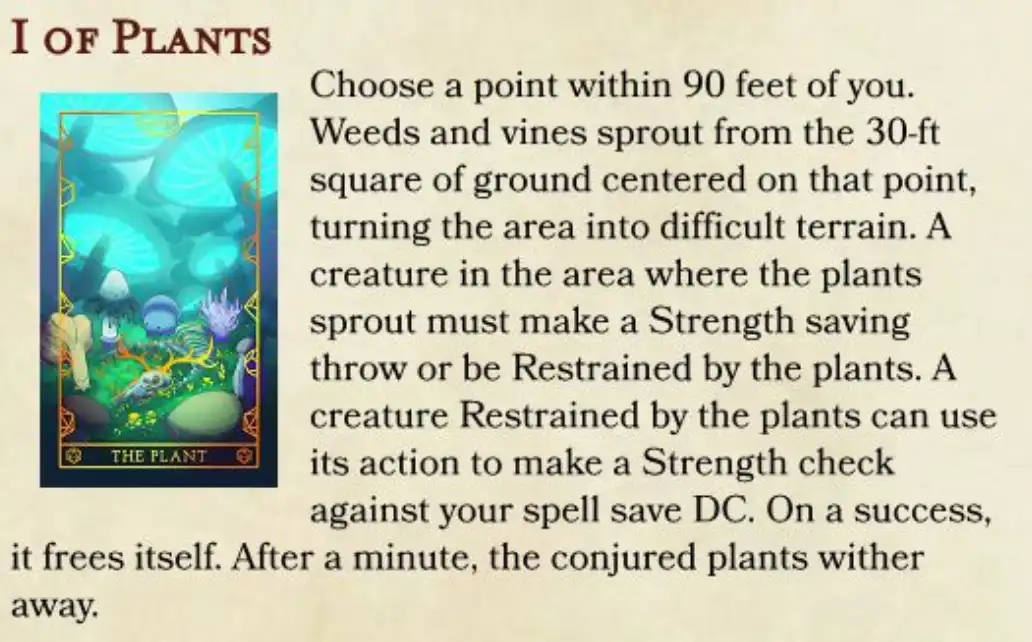 I OF PLANTS
Choose a point within 90 feet of you.
Weeds and vines sprout from the 30-ft
square of ground centered on that point,
turning the area into difficult terrain. A
creature in the area where the plants
sprout must make a Strength saving
throw or be Restrained by the plants. A
creature Restrained by the plants can use
its action to make a Strength check
against your spell save DC. On a success,
it frees itself. After a minute, the conjured plants wither
away.
THE PLANT